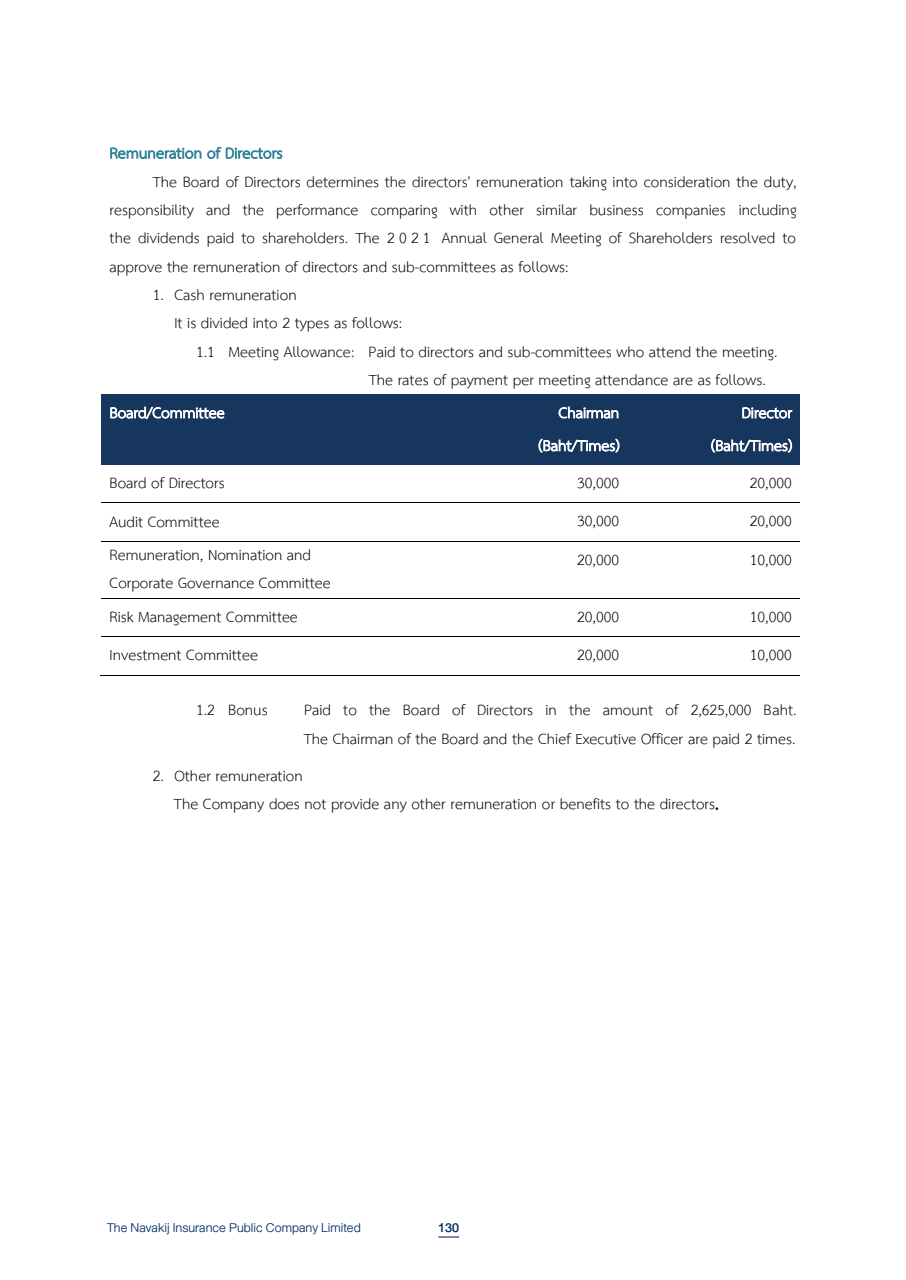 Remuneration of Directors
The Board of Directors determines the directors' remuneration taking into consideration the duty,
responsibility and the performance comparing with other similar business companies including
the dividends paid to shareholders. The 2021 Annual General Meeting of Shareholders resolved to
approve the remuneration of directors and sub-committees as follows:
1. Cash remuneration
It is divided into 2 types as follows:
1.1 Meeting Allowance: Paid to directors and sub-committees who attend the meeting.
The rates of payment per meeting attendance are as follows.
Board/Committee Chairman Director
(Baht/Times) (Baht/Times)
Board of Directors 30,000 20,000
Audit Committee 30,000 20,000
Remuneration, Nomination and 20,000 10,000
Corporate Governance Committee
Risk Management Committee 20,000 10,000
Investment Committee 20,000 10,000
1.2 Bonus Paid to the Board of Directors in the amount of 2,625,000 Baht.
The Chairman of the Board and the Chief Executive Officer are paid 2 times.
2. Other remuneration
The Company does not provide any other remuneration or benefits to the directors.
The Navakij Insurance Public Company Limited 130